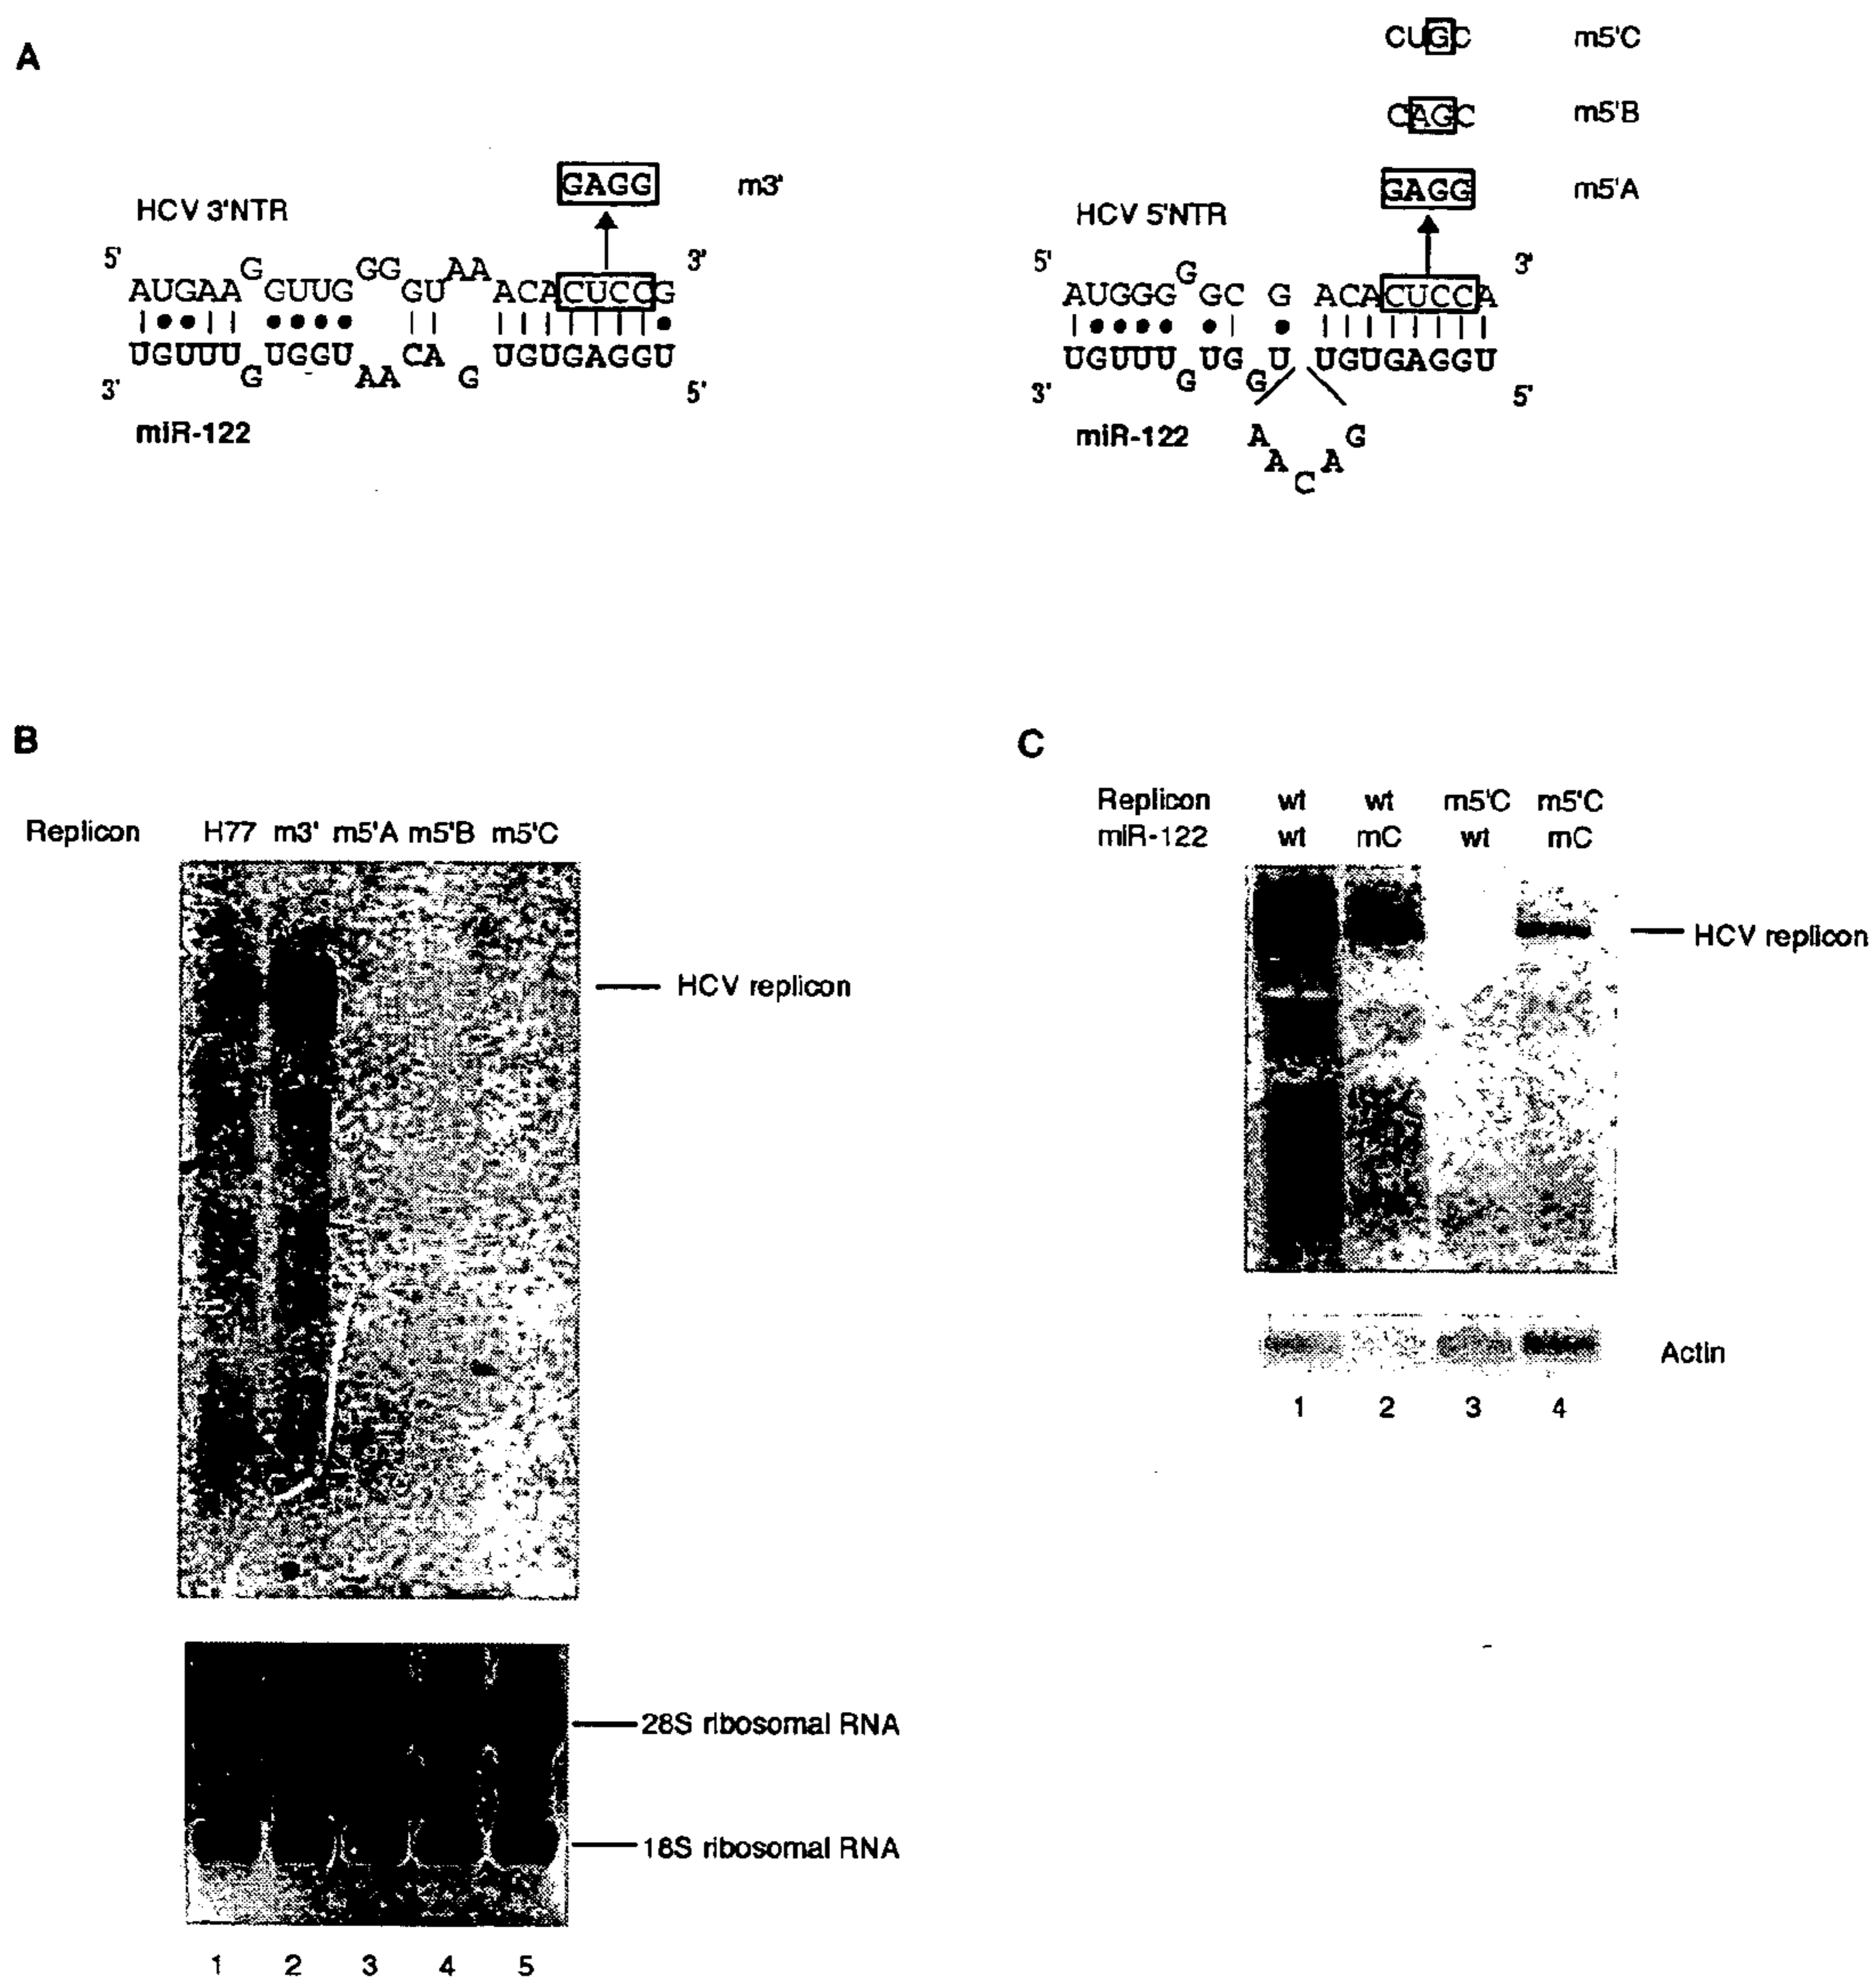 A
CUGC m5'C
CAGC m5'B
GAGG m3'
GAGG m5'A
HCV 3'NTR
HCV 5'NTR
5' AUGAA G GUUG GG GU AA ACACUCCG 3'
3' UGUUU G UGGU AA CA G UGUGAGGU 5'
miR-122
5' AUGGG G GC G ACACUCCA 3'
3' UGUUU G UG G U UGUGAGGU 5'
miR-122
A A C A G
B
Replicon H77 m3' m5'A m5'B m5'C
HCV replicon
28S ribosomal RNA
18S ribosomal RNA
1 2 3 4 5
C
Replicon wt wt m5'C m5'C
miR-122 wt mC wt mC
HCV replicon
Actin
1 2 3 4